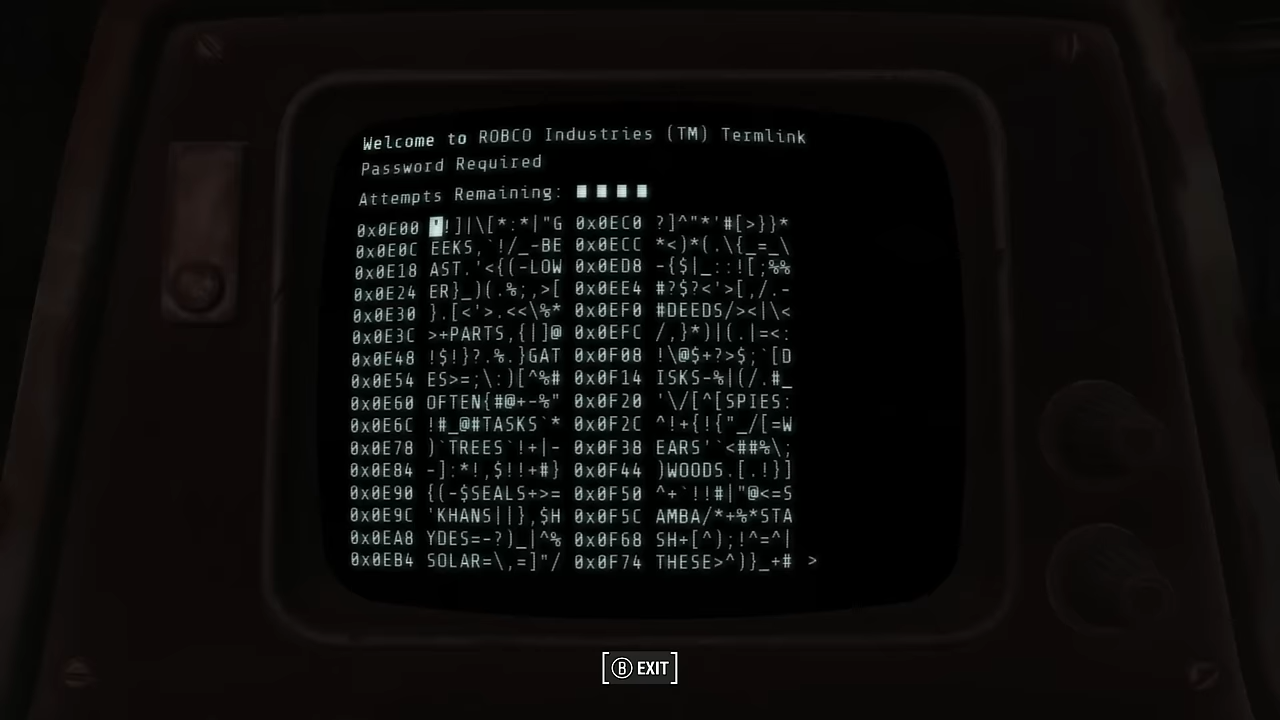 Welcome to ROBCO Industries (TM) Termlink
Password Required
Attempts Remaining: ■ ■ ■ ■
0x0E00 '!]|\[*:*|"G 0x0EC0 ?]^"*'#[>}}*
0x0E0C EEKS,`!/_-BE 0x0ECC *<)*(.\{_=_\
0x0E18 AST.'<{(-LOW 0x0ED8 -{$|_::![;%%
0x0E24 ER}_)(.%;,>[ 0x0EE4 #?$?<'>[,/.-
0x0E30 }.[<'>.<<\%* 0x0EF0 #DEEDS/><|\<
0x0E3C >+PARTS,{|]@ 0x0EFC /,}*)|(.|=<:
0x0E48 !$!}?.%.}GAT 0x0F08 !\@$+?>$;`[D
0x0E54 ES>=;\:)[^%# 0x0F14 ISKS-%|(/.#_
0x0E60 OFTEN{#@+-%" 0x0F20 '\/[^[SPIES:
0x0E6C !#_@#TASKS`* 0x0F2C ^!+{!{"_/[=W
0x0E78 )`TREES`!+|- 0x0F38 EARS'`<##%\;
0x0E84 -]:*!,$!!+#} 0x0F44 )WOODS.[.!}]
0x0E90 {(-$SEALS+>= 0x0F50 ^+`!!#|"@<=S
0x0E9C 'KHANS||},$H 0x0F5C AMBA/*+%*STA
0x0EA8 YDES=-?)_|^% 0x0F68 SH+[^);!^=^|
0x0EB4 SOLAR=\,=]"/ 0x0F74 THESE>^)}_+# >
B EXIT